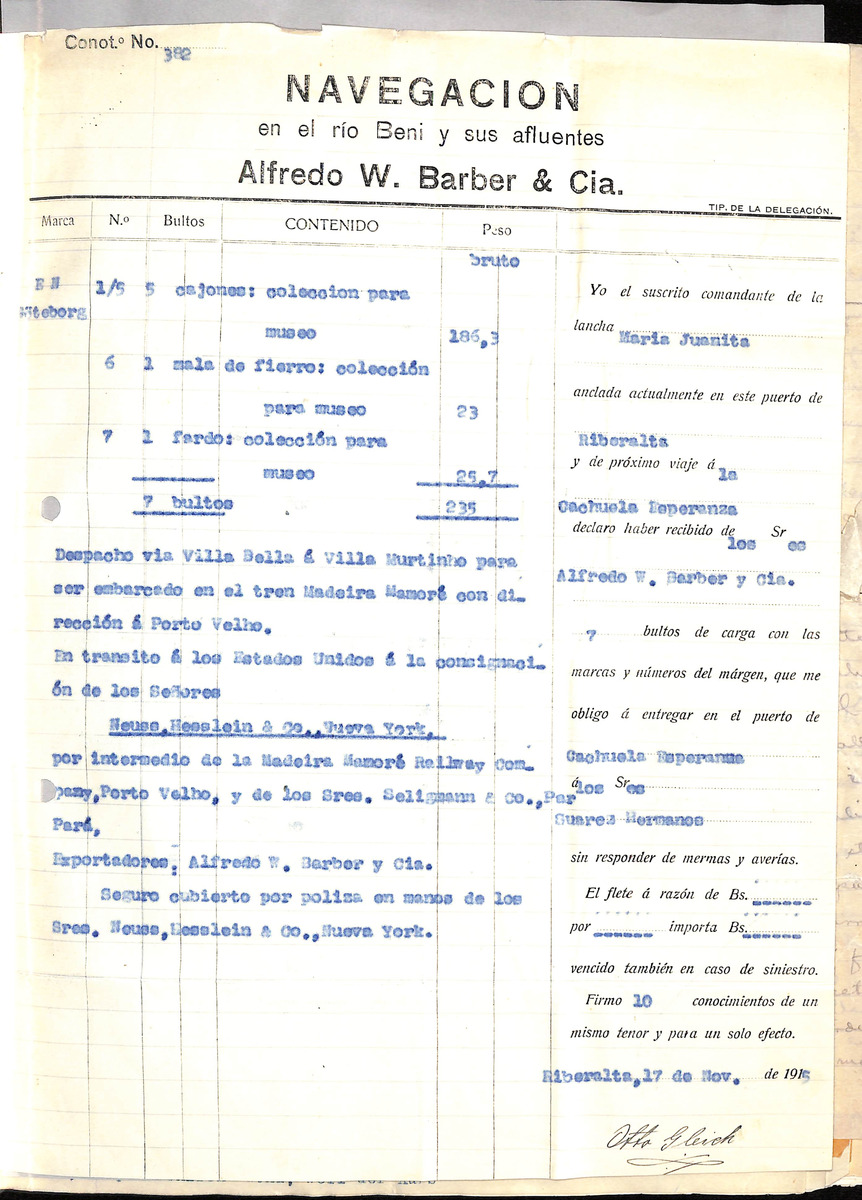 Conot.º No. 382
NAVEGACION
en el río Beni y sus afluentes
Alfredo W. Barber & Cia.
TIP. DE LA DELEGACIÓN.
Marca N.º Bultos CONTENIDO Peso
bruto
E N 1/5 5 cajones: coleccion para
Göteborg
museo 186,3
6 1 mala de fierro: colección
para museo 23
7 1 fardo: colección para
museo 25,7
7 bultos 235
Despacho via Villa Bella á Villa Murtinho para
ser embarcado en el tren Madeira Mamoré con di_
rección á Porto Velho.
En transito á los Estados Unidos á la consignaci_
ón de los Señores
Neuss,Hesslein & Co.,Nueva York.
por intermedio de la Madeira Mamoré Railway Com_
pany,Porto Velho, y de los Sres. Seligmann & Co.,Par
Pará,
Exportadores: Alfredo W. Barber y Cia.
Seguro cubierto por poliza en manos de los
Sres. Neuss,Hesslein & Co.,Nueva York.
Yo el suscrito comandante de la
lancha Maria Juanita
anclada actualmente en este puerto de
Riberalta
y de próximo viaje á la
Cachuela Esperanza
declaro haber recibido de los Sres
Alfredo W. Barber y Cia.
7 bultos de carga con las
marcas y números del márgen, que me
obligo á entregar en el puerto de
Cachuela Esperanza
á los Sres
Suarez Hermanos
sin responder de mermas y averías.
El flete á razón de Bs. ______
por ______ importa Bs. ______
vencido también en caso de siniestro.
Firmo 10 conocimientos de un
mismo tenor y para un solo efecto.
Riberalta,17 de Nov. de 1915
Otto Gleich